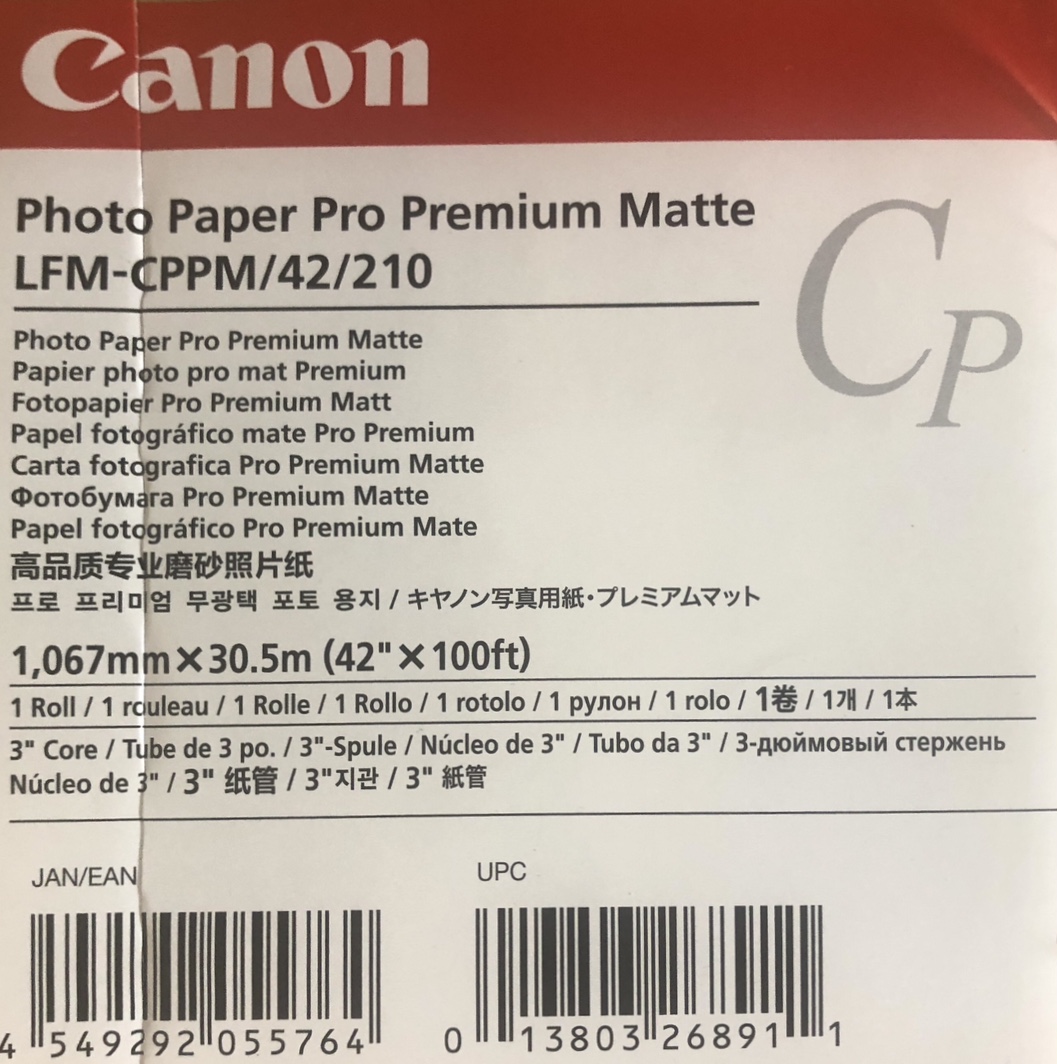 Canon
Photo Paper Pro Premium Matte
LFM-CPPM/42/210
CP
Photo Paper Pro Premium Matte
Papier photo pro mat Premium
Fotopapier Pro Premium Matt
Papel fotográfico mate Pro Premium
Carta fotografica Pro Premium Matte
Фотобумага Pro Premium Matte
Papel fotográfico Pro Premium Mate
高品质专业磨砂照片纸
프로 프리미엄 무광택 포토 용지 / キヤノン写真用紙・プレミアムマット
1,067mm×30.5m (42"×100ft)
1 Roll / 1 rouleau / 1 Rolle / 1 Rollo / 1 rotolo / 1 рулон / 1 rolo / 1卷 / 1개 / 1本
3" Core / Tube de 3 po. / 3"-Spule / Núcleo de 3" / Tubo da 3" / 3-дюймовый стержень
Núcleo de 3" / 3" 纸管 / 3"지관 / 3" 紙管
JAN/EAN
UPC
4 549292 055764
0 13803 26891 1